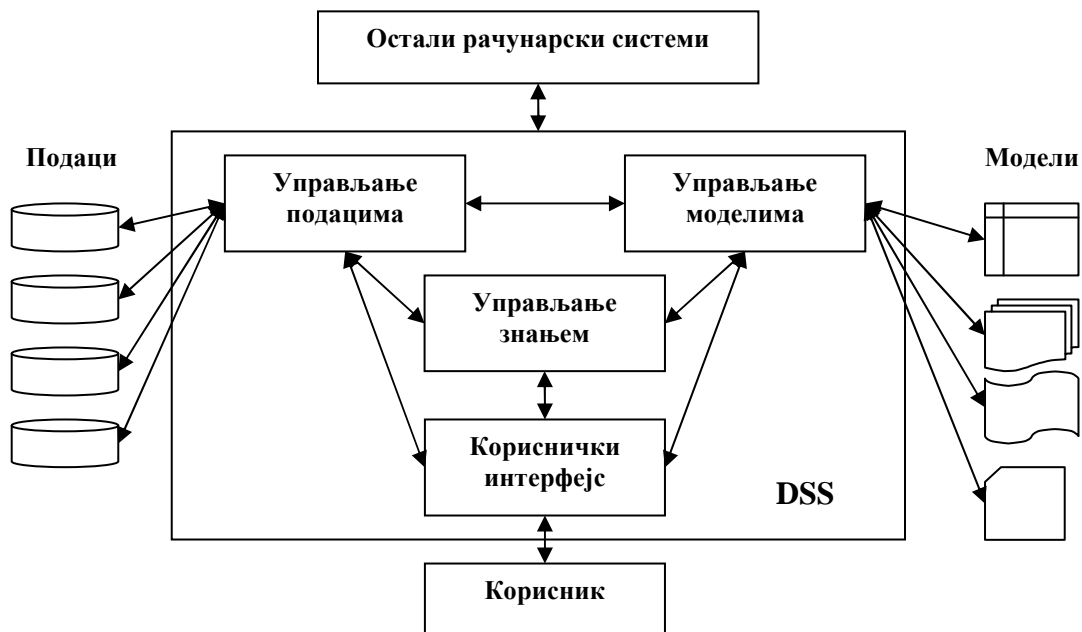 Остали рачунарски системи
Подаци
Модели
Управљање
подацима
Управљање
моделима
Управљање
знањем
Кориснички
интерфејс
DSS
Корисник